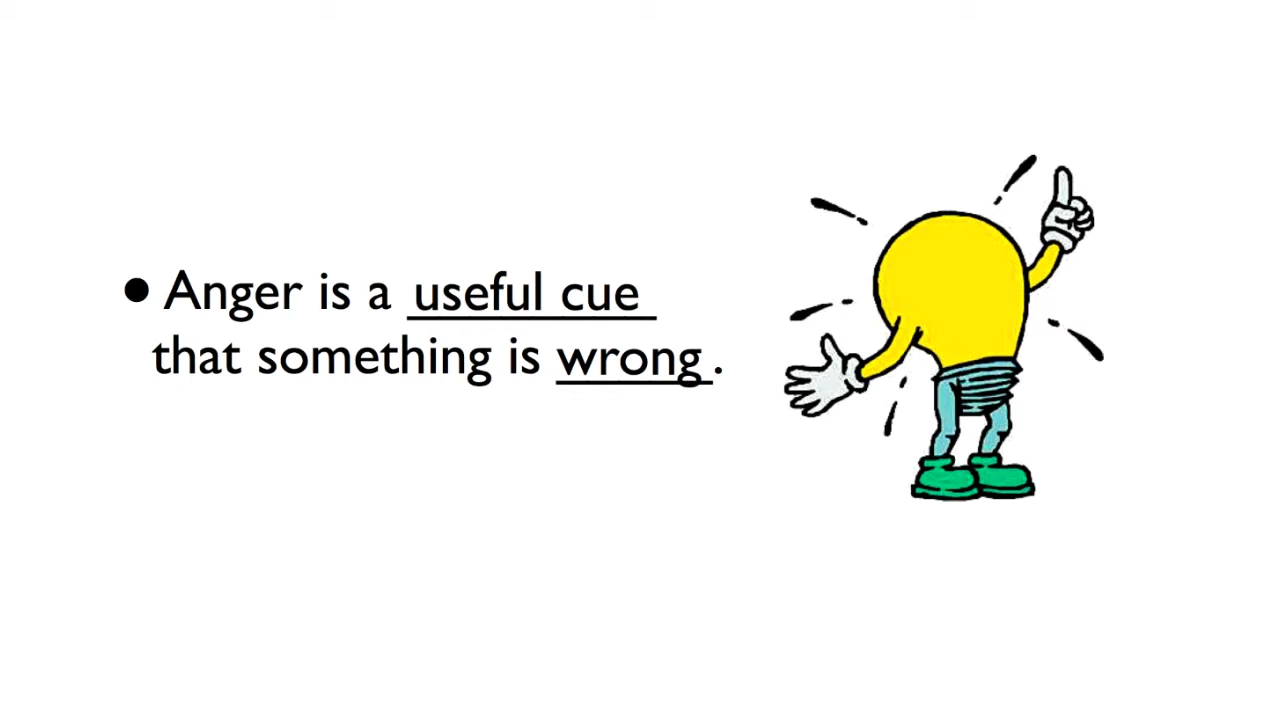 • Anger is a useful cue
that something is wrong.